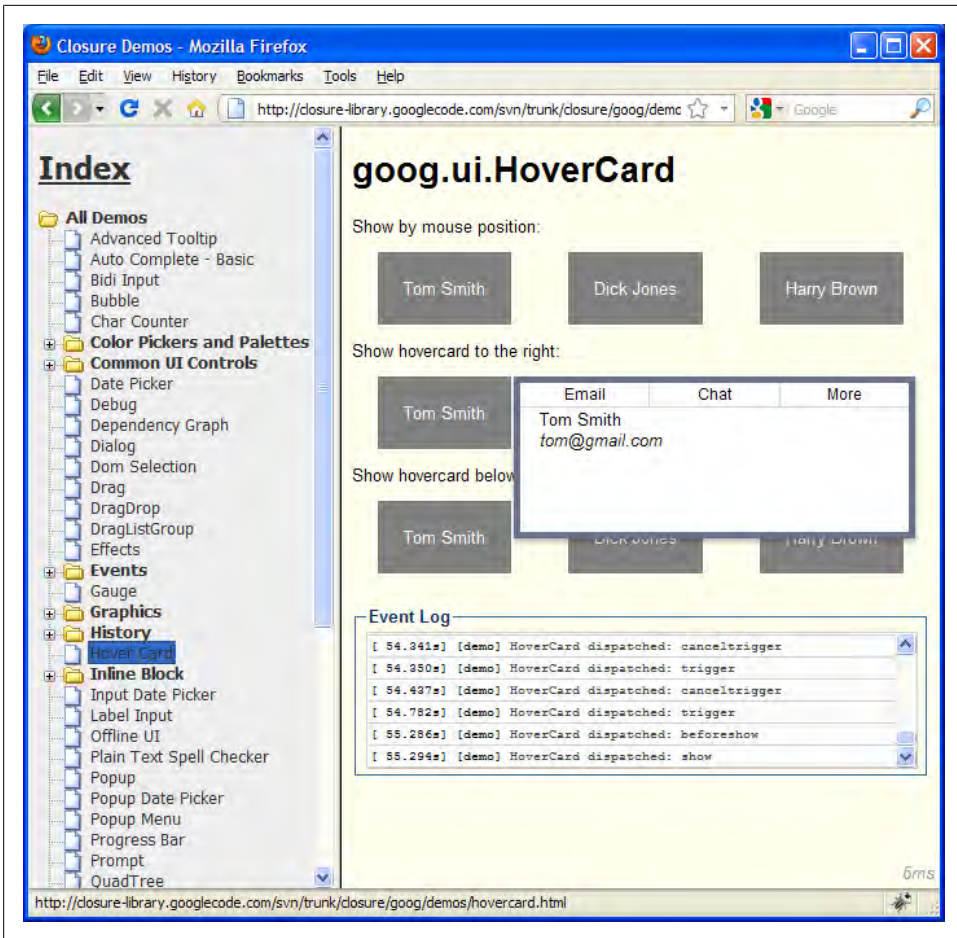 Closure Demos - Mozilla Firefox
File Edit View History Bookmarks Tools Help
http://closure-library.googlecode.com/svn/trunk/closure/goog/demc
Google
Index
All Demos
Advanced Tooltip
Auto Complete - Basic
Bidi Input
Bubble
Char Counter
Color Pickers and Palettes
Common UI Controls
Date Picker
Debug
Dependency Graph
Dialog
Dom Selection
Drag
DragDrop
DragListGroup
Effects
Events
Gauge
Graphics
History
Hover Card
Inline Block
Input Date Picker
Label Input
Offline UI
Plain Text Spell Checker
Popup
Popup Date Picker
Popup Menu
Progress Bar
Prompt
QuadTree
goog.ui.HoverCard
Show by mouse position:
Tom Smith Dick Jones Harry Brown
Show hovercard to the right:
Tom Smith
Email Chat More
Tom Smith
tom@gmail.com
Show hovercard below
Tom Smith Dick Jones Harry Brown
Event Log
[ 54.341s] [demo] HoverCard dispatched: canceltrigger
[ 54.350s] [demo] HoverCard dispatched: trigger
[ 54.437s] [demo] HoverCard dispatched: canceltrigger
[ 54.782s] [demo] HoverCard dispatched: trigger
[ 55.286s] [demo] HoverCard dispatched: beforeshow
[ 55.294s] [demo] HoverCard dispatched: show
6ms
http://closure-library.googlecode.com/svn/trunk/closure/goog/demos/hovercard.html